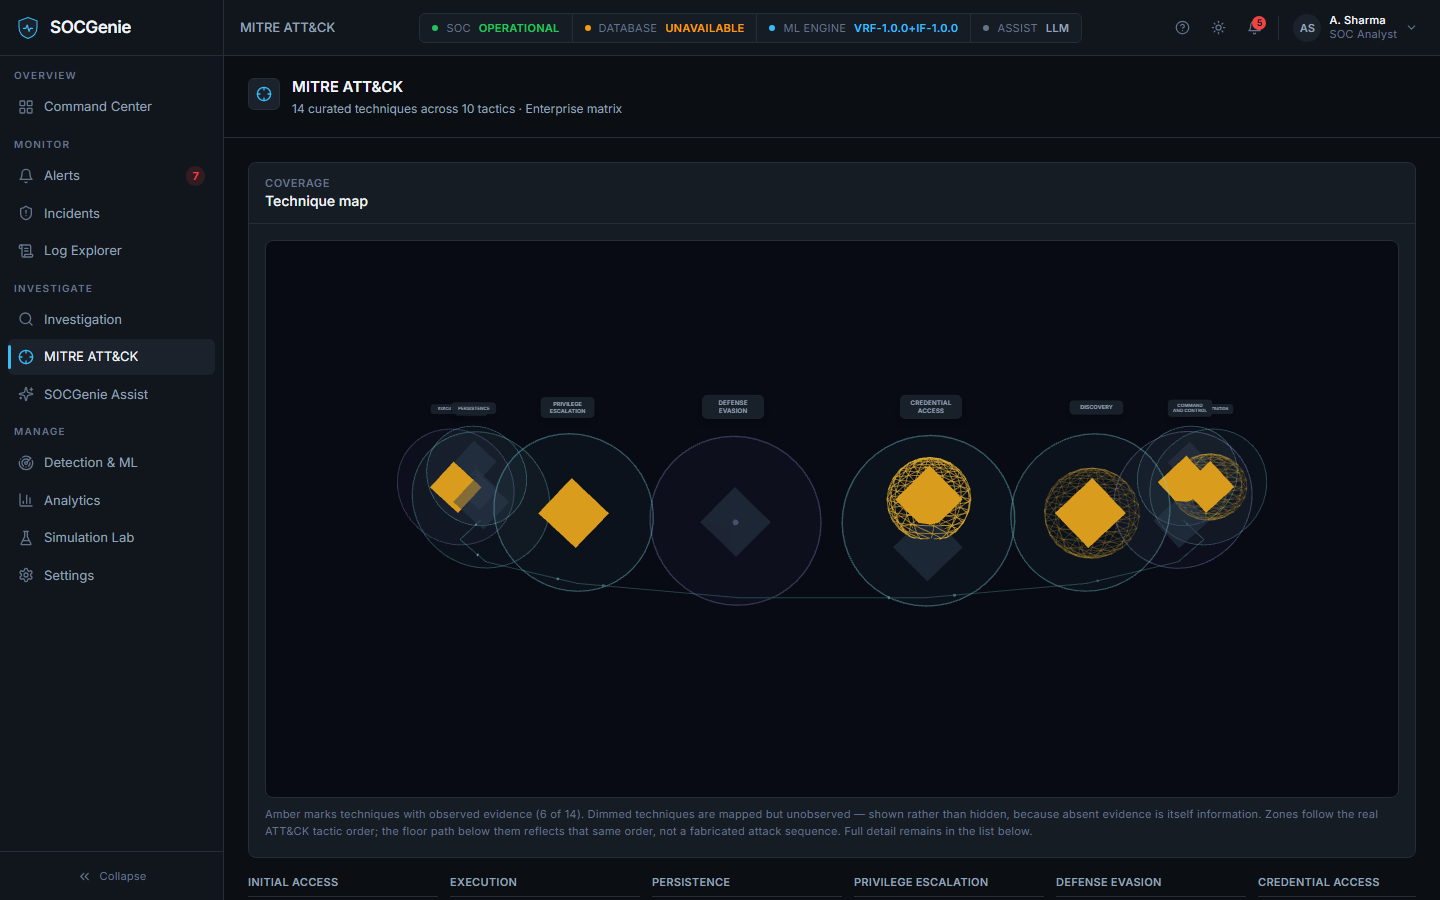 SOCGenie
MITRE ATT&CK
SOC OPERATIONAL
DATABASE UNAVAILABLE
ML ENGINE VRF-1.0.0+IF-1.0.0
ASSIST LLM
5
AS
A. Sharma
SOC Analyst
OVERVIEW
Command Center
MONITOR
Alerts
7
Incidents
Log Explorer
INVESTIGATE
Investigation
MITRE ATT&CK
SOCGenie Assist
MANAGE
Detection & ML
Analytics
Simulation Lab
Settings
Collapse
MITRE ATT&CK
14 curated techniques across 10 tactics · Enterprise matrix
COVERAGE
Technique map
PERSISTENCE
PRIVILEGE
ESCALATION
DEFENSE
EVASION
CREDENTIAL
ACCESS
DISCOVERY
COMMAND
AND CONTROL
Amber marks techniques with observed evidence (6 of 14). Dimmed techniques are mapped but unobserved — shown rather than hidden, because absent evidence is itself information. Zones follow the real
ATT&CK tactic order; the floor path below them reflects that same order, not a fabricated attack sequence. Full detail remains in the list below.
INITIAL ACCESS
EXECUTION
PERSISTENCE
PRIVILEGE ESCALATION
DEFENSE EVASION
CREDENTIAL ACCESS